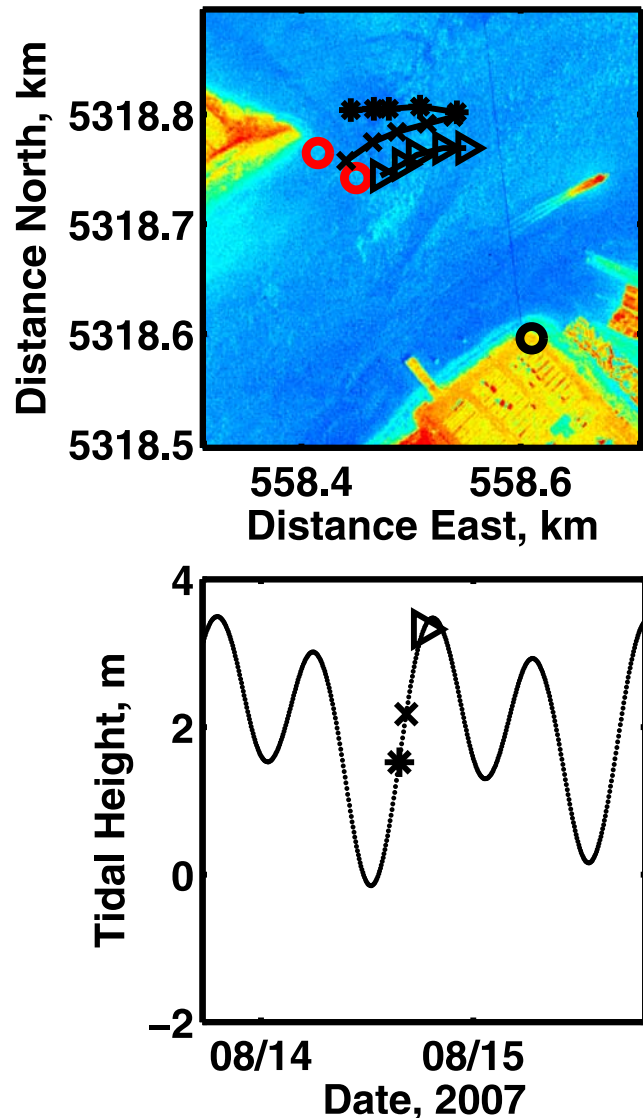 Distance North, km
5318.8
5318.7
5318.6
5318.5
558.4 558.6
Distance East, km
Tidal Height, m
4
2
0
−2
08/14 08/15
Date, 2007